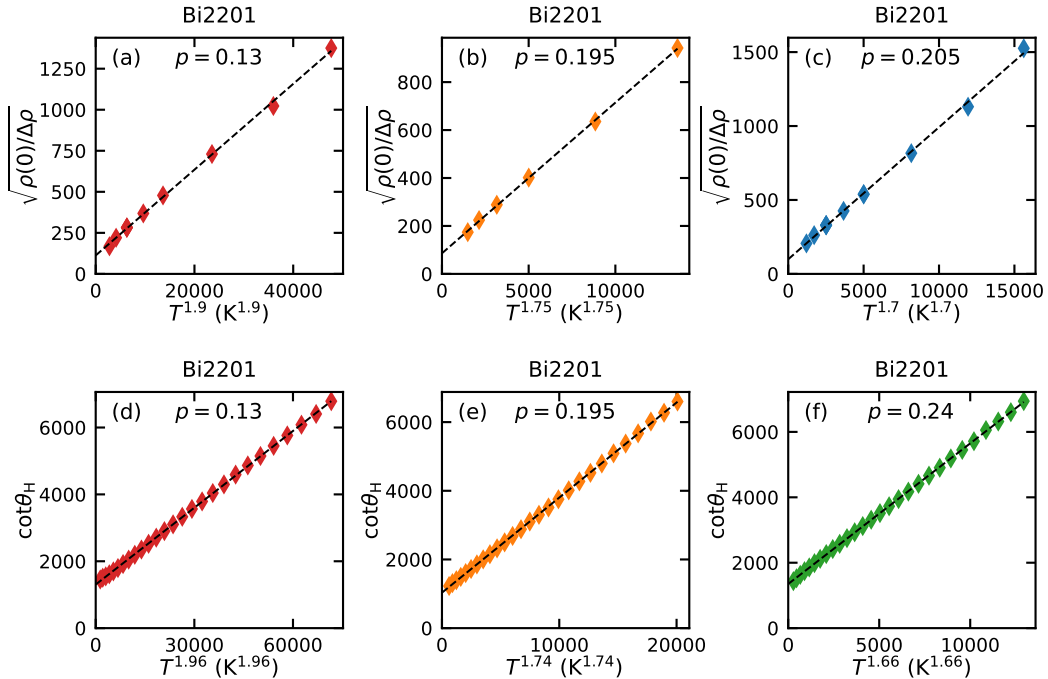 Bi2201
(a) p = 0.13
√ρ(0)/Δρ
1250
1000
750
500
250
0
0 20000 40000
T^1.9 (K^1.9)
Bi2201
(b) p = 0.195
√ρ(0)/Δρ
800
600
400
200
0
0 5000 10000
T^1.75 (K^1.75)
Bi2201
(c) p = 0.205
√ρ(0)/Δρ
1500
1000
500
0
0 5000 10000 15000
T^1.7 (K^1.7)
Bi2201
(d) p = 0.13
cotθ_H
6000
4000
2000
0
0 30000 60000
T^1.96 (K^1.96)
Bi2201
(e) p = 0.195
cotθ_H
6000
4000
2000
0
0 10000 20000
T^1.74 (K^1.74)
Bi2201
(f) p = 0.24
cotθ_H
6000
4000
2000
0
0 5000 10000
T^1.66 (K^1.66)